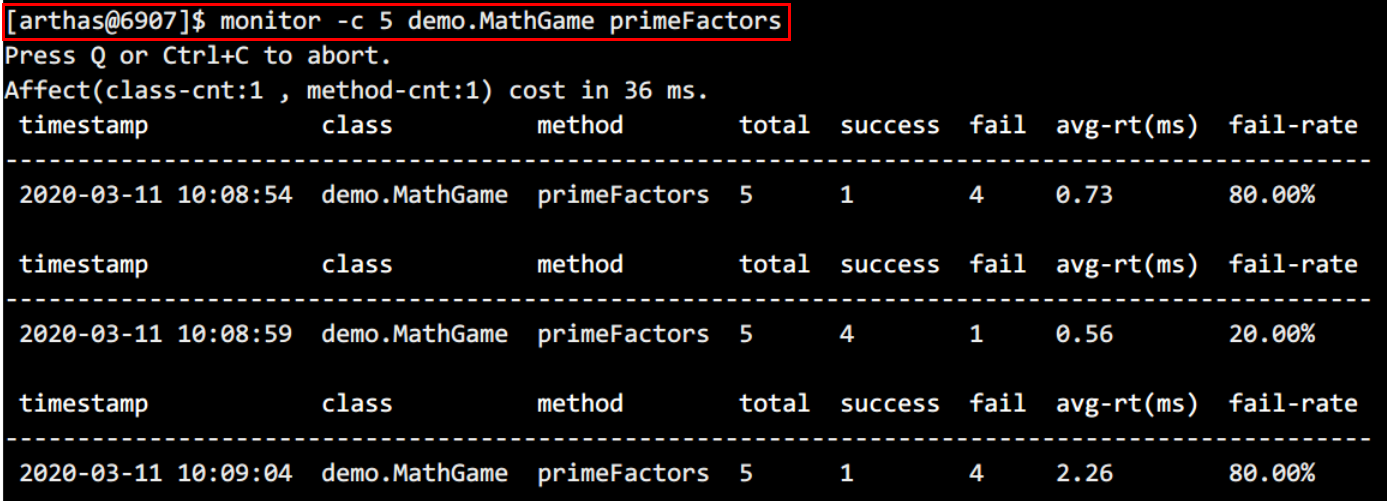 [arthas@6907]$ monitor -c 5 demo.MathGame primeFactors
Press Q or Ctrl+C to abort.
Affect(class-cnt:1 , method-cnt:1) cost in 36 ms.
timestamp class method total success fail avg-rt(ms) fail-rate
--------------------------------------------------------------------------------------------
2020-03-11 10:08:54 demo.MathGame primeFactors 5 1 4 0.73 80.00%
timestamp class method total success fail avg-rt(ms) fail-rate
--------------------------------------------------------------------------------------------
2020-03-11 10:08:59 demo.MathGame primeFactors 5 4 1 0.56 20.00%
timestamp class method total success fail avg-rt(ms) fail-rate
--------------------------------------------------------------------------------------------
2020-03-11 10:09:04 demo.MathGame primeFactors 5 1 4 2.26 80.00%